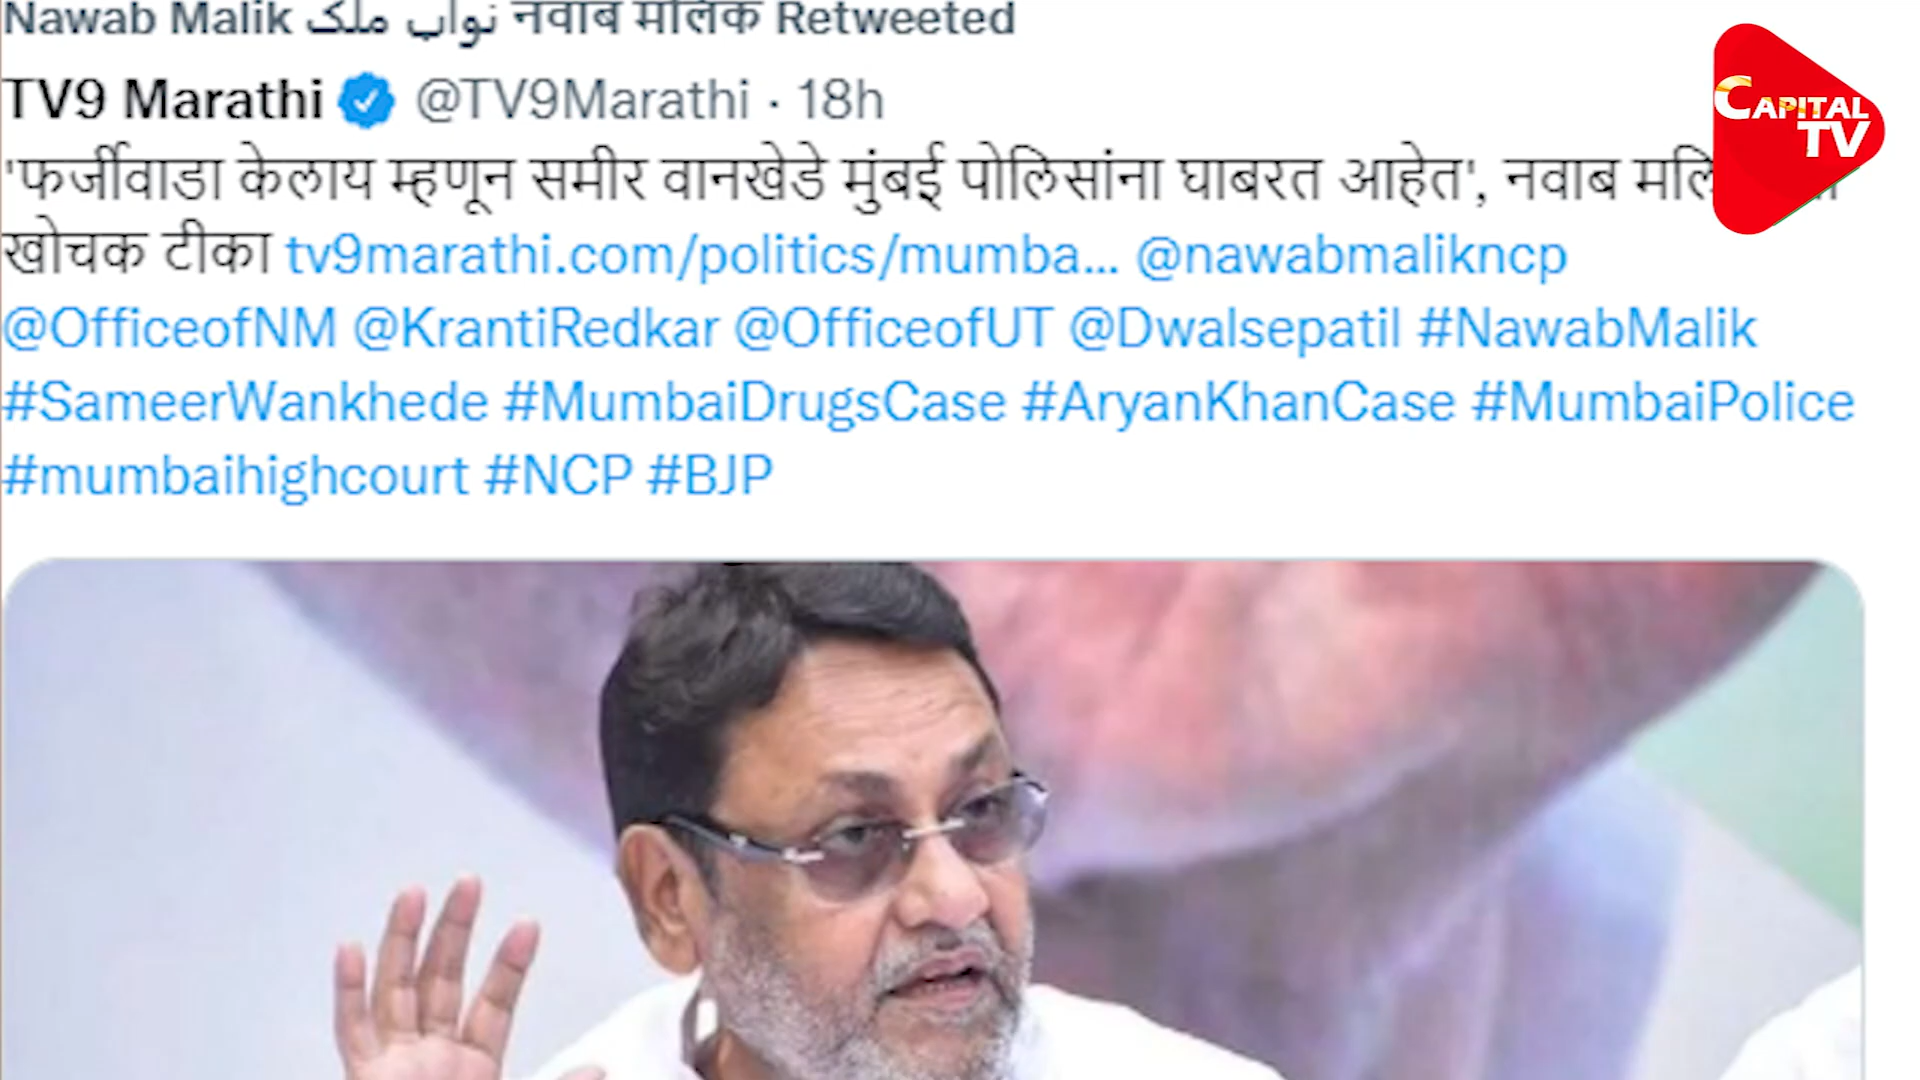 Nawab Malik نواب ملک नवाब मलिक Retweeted
TV9 Marathi @TV9Marathi · 18h
'फर्जीवाडा केलाय म्हणून समीर वानखेडे मुंबई पोलिसांना घाबरत आहेत', नवाब
खोचक टीका tv9marathi.com/politics/mumba... @nawabmalikncp
@OfficeofNM @KrantiRedkar @OfficeofUT @Dwalsepatil #NawabMalik
#SameerWankhede #MumbaiDrugsCase #AryanKhanCase #MumbaiPolice
#mumbaihighcourt #NCP #BJP
CAPITAL
TV